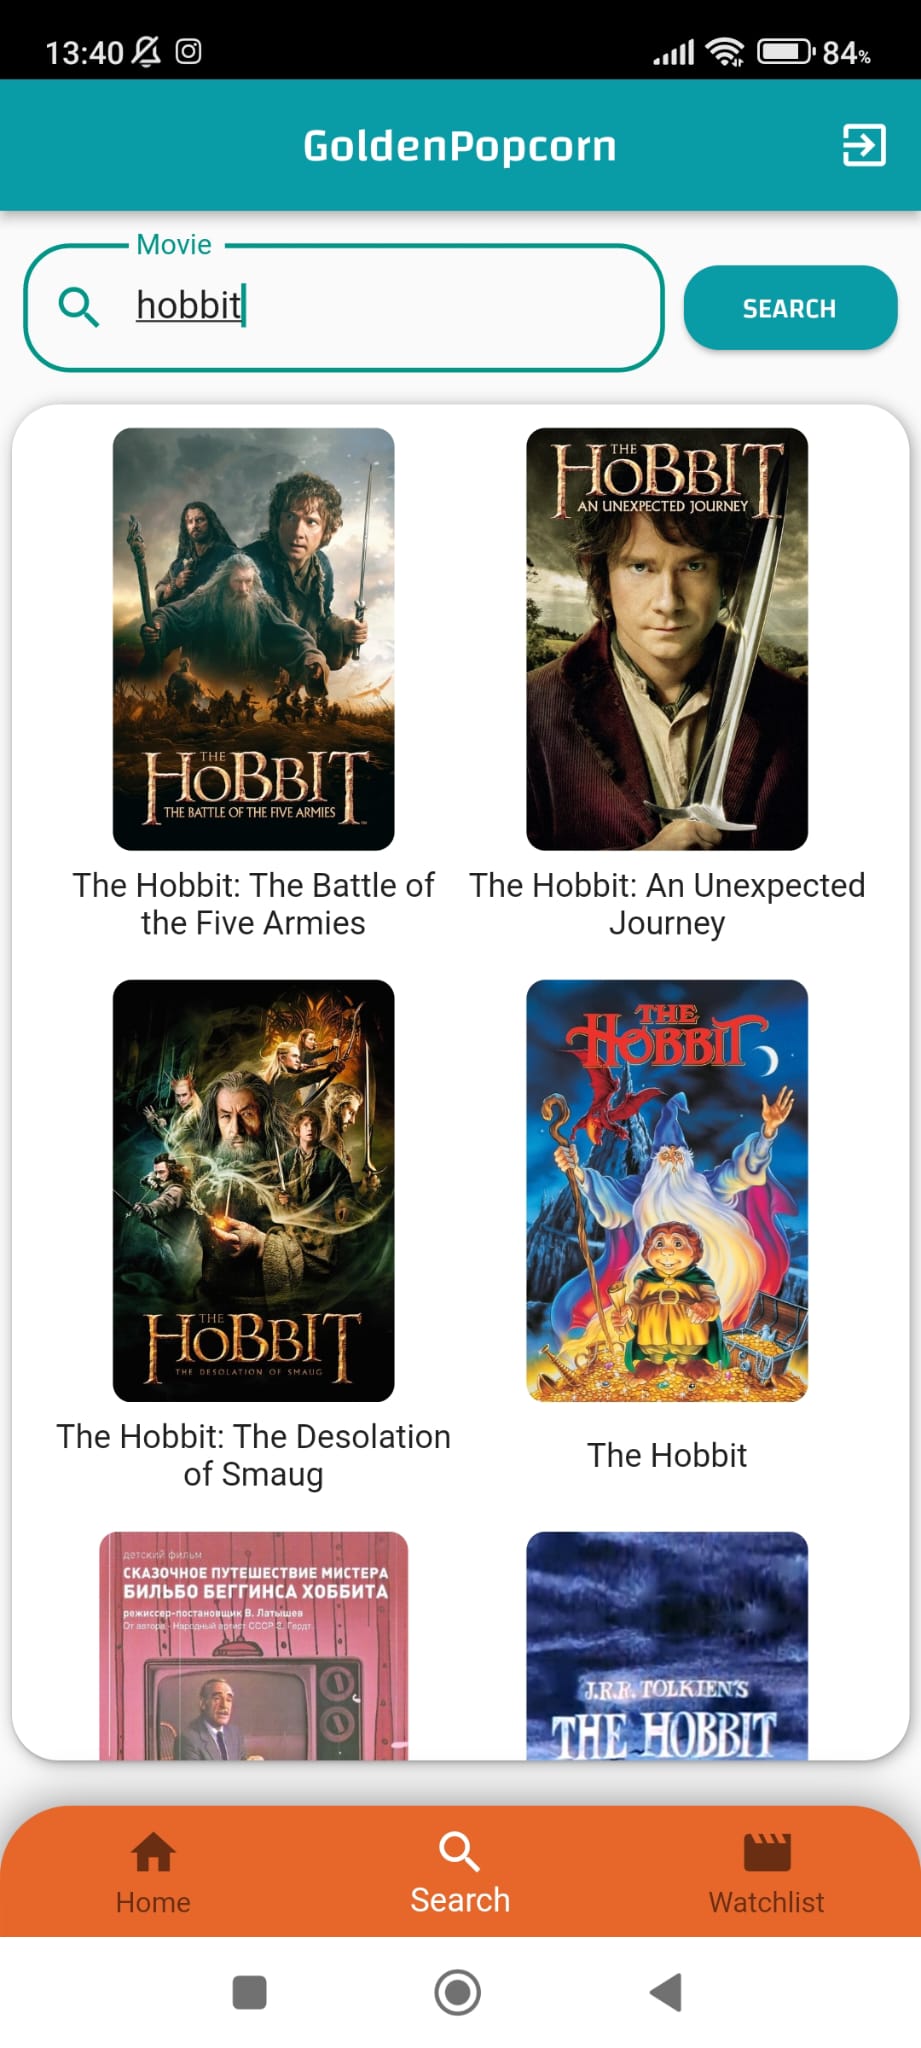 13:40
84%
GoldenPopcorn
Movie
hobbit
SEARCH
THE
HOBBIT
THE BATTLE OF THE FIVE ARMIES
THE
HOBBIT
AN UNEXPECTED JOURNEY
The Hobbit: The Battle of
the Five Armies
The Hobbit: An Unexpected
Journey
THE
HOBBIT
THE DESOLATION OF SMAUG
THE
HOBBIT
The Hobbit: The Desolation
of Smaug
The Hobbit
детский фильм
СКАЗОЧНОЕ ПУТЕШЕСТВИЕ МИСТЕРА
БИЛЬБО БЕГГИНСА ХОББИТА
режиссер-постановщик В. Латышев
От автора - Народный артист СССР З. Гердт.
J.R.R. TOLKIEN'S
THE HOBBIT
Home
Search
Watchlist